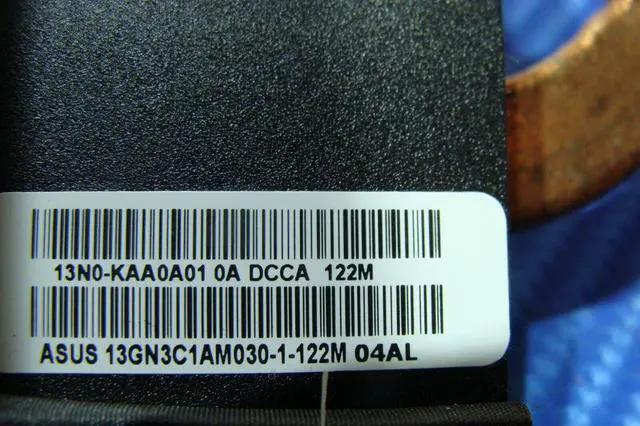 13N0-KAA0A01 0A DCCA 122M
ASUS 13GN3C1AM030-1-122M 04AL